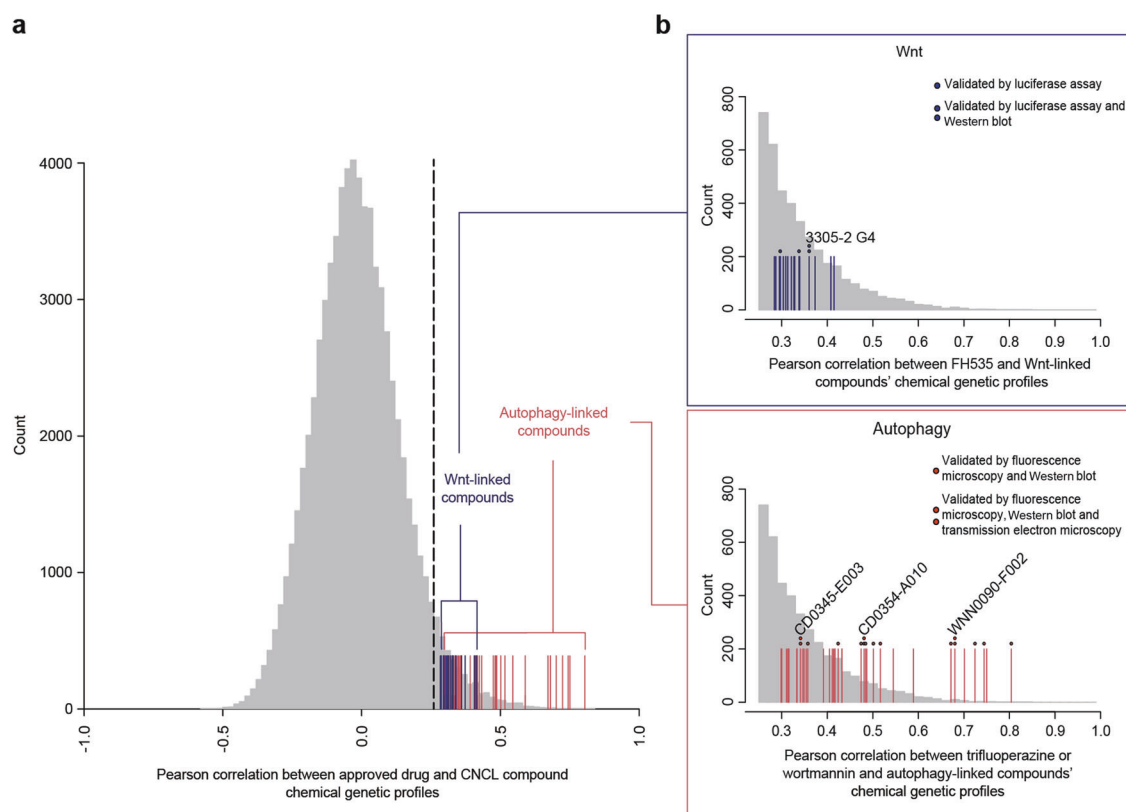 a
Count
4000
3000
2000
1000
0
-1.0
-0.5
0.0
0.5
1.0
Autophagy-linked
compounds
Wnt-linked
compounds
Pearson correlation between approved drug and CNCL compound
chemical genetic profiles
b
Wnt
Validated by luciferase assay
Validated by luciferase assay and
Western blot
Count
800
600
400
200
0
3305-2 G4
0.3
0.4
0.5
0.6
0.7
0.8
0.9
1.0
Pearson correlation between FH535 and Wnt-linked
compounds' chemical genetic profiles
Autophagy
Validated by fluorescence
microscopy and Western blot
Validated by fluorescence
microscopy, Western blot and
transmission electron microscopy
Count
800
600
400
200
0
CD0345-E003
CD0354-A010
WNN0090-F002
0.3
0.4
0.5
0.6
0.7
0.8
0.9
1.0
Pearson correlation between trifluoperazine or
wortmannin and autophagy-linked compounds'
chemical genetic profiles